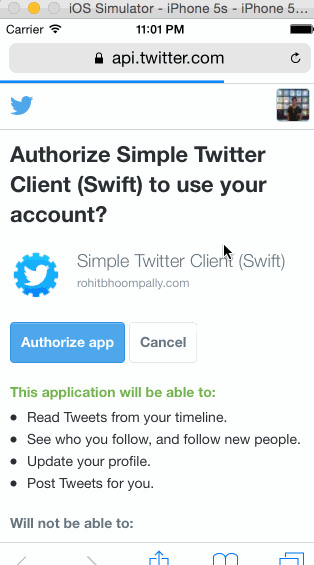 iOS Simulator - iPhone 5s - iPhone 5...
Carrier 11:01 PM
api.twitter.com
Authorize Simple Twitter
Client (Swift) to use your
account?
Simple Twitter Client (Swift)
rohitbhoompally.com
Authorize app Cancel
This application will be able to:
• Read Tweets from your timeline.
• See who you follow, and follow new people.
• Update your profile.
• Post Tweets for you.
Will not be able to: